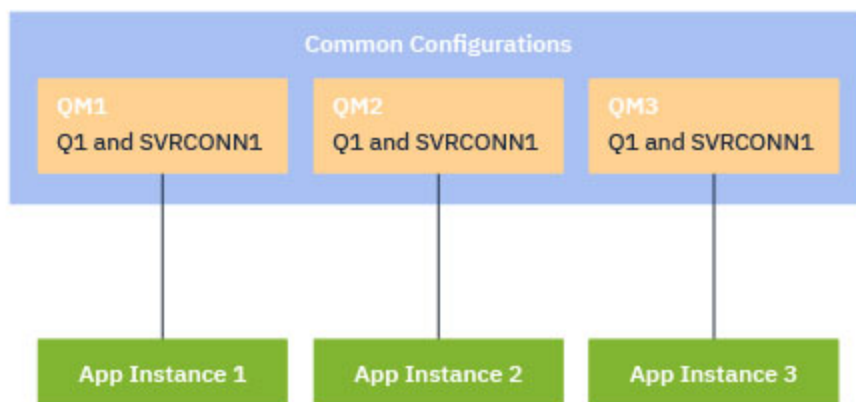 Common Configurations
QM1
Q1 and SVRCONN1
QM2
Q1 and SVRCONN1
QM3
Q1 and SVRCONN1
App Instance 1
App Instance 2
App Instance 3